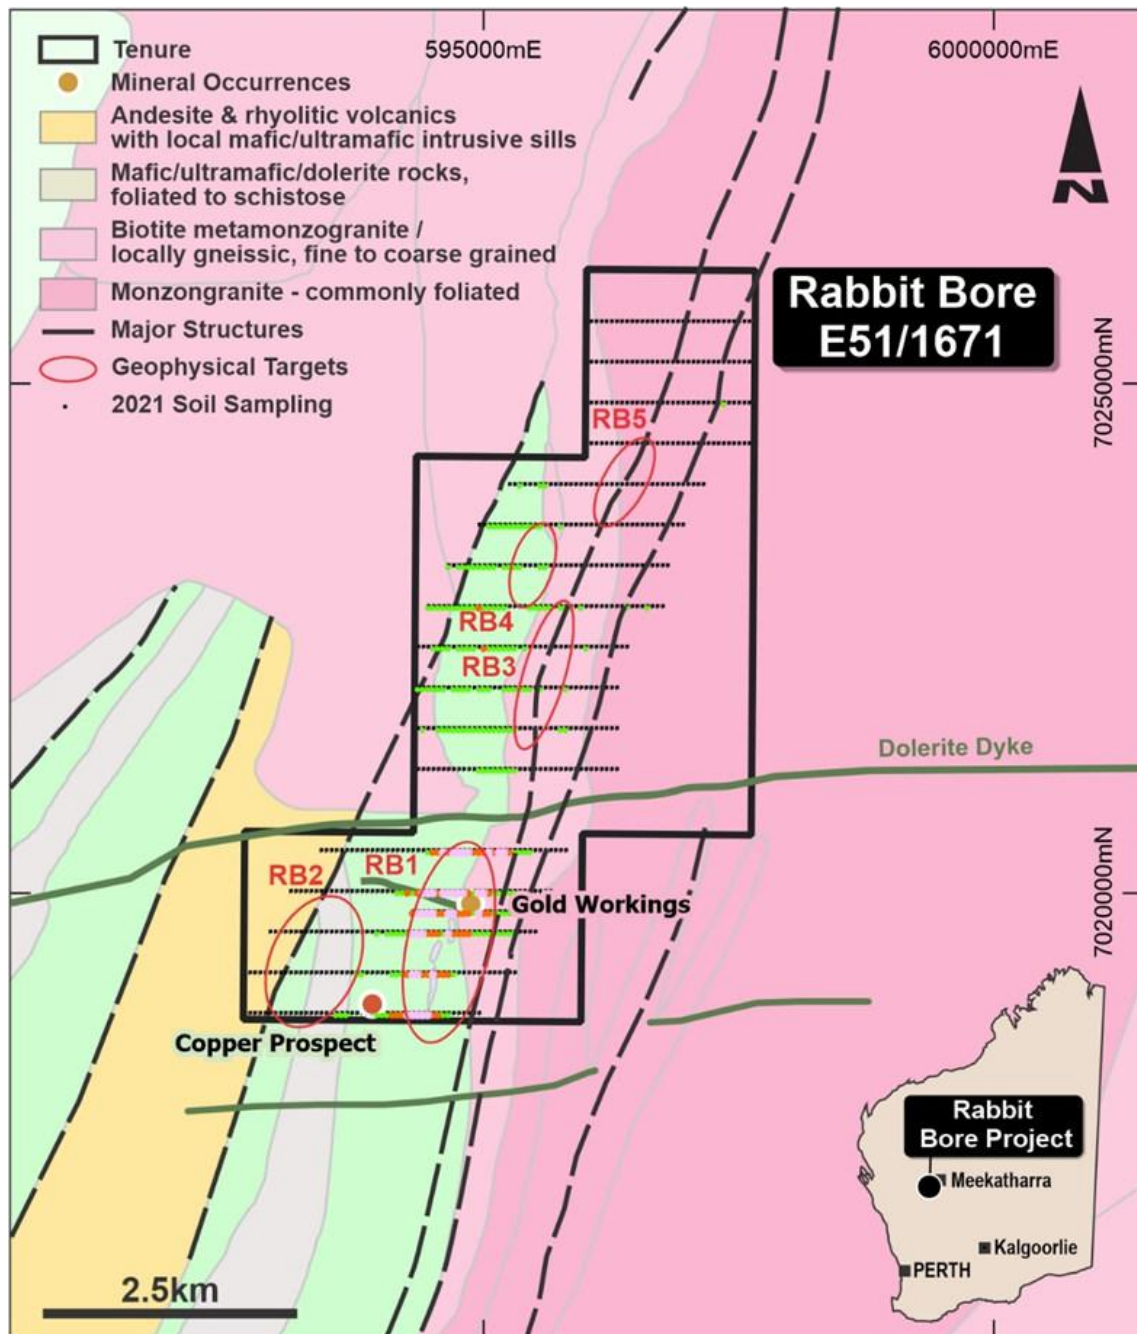 595000mE
6000000mE
Tenure
Mineral Occurrences
Andesite & rhyolitic volcanics
with local mafic/ultramafic intrusive sills
Mafic/ultramafic/dolerite rocks,
foliated to schistose
Biotite metamonzogranite /
locally gneissic, fine to coarse grained
Monzongranite - commonly foliated
Major Structures
Geophysical Targets
2021 Soil Sampling
N
Rabbit Bore
E51/1671
7025000mN
RB5
RB4
RB3
Dolerite Dyke
7020000mN
RB1
RB2
Gold Workings
Copper Prospect
Rabbit
Bore Project
Meekatharra
Kalgoorlie
PERTH
2.5km